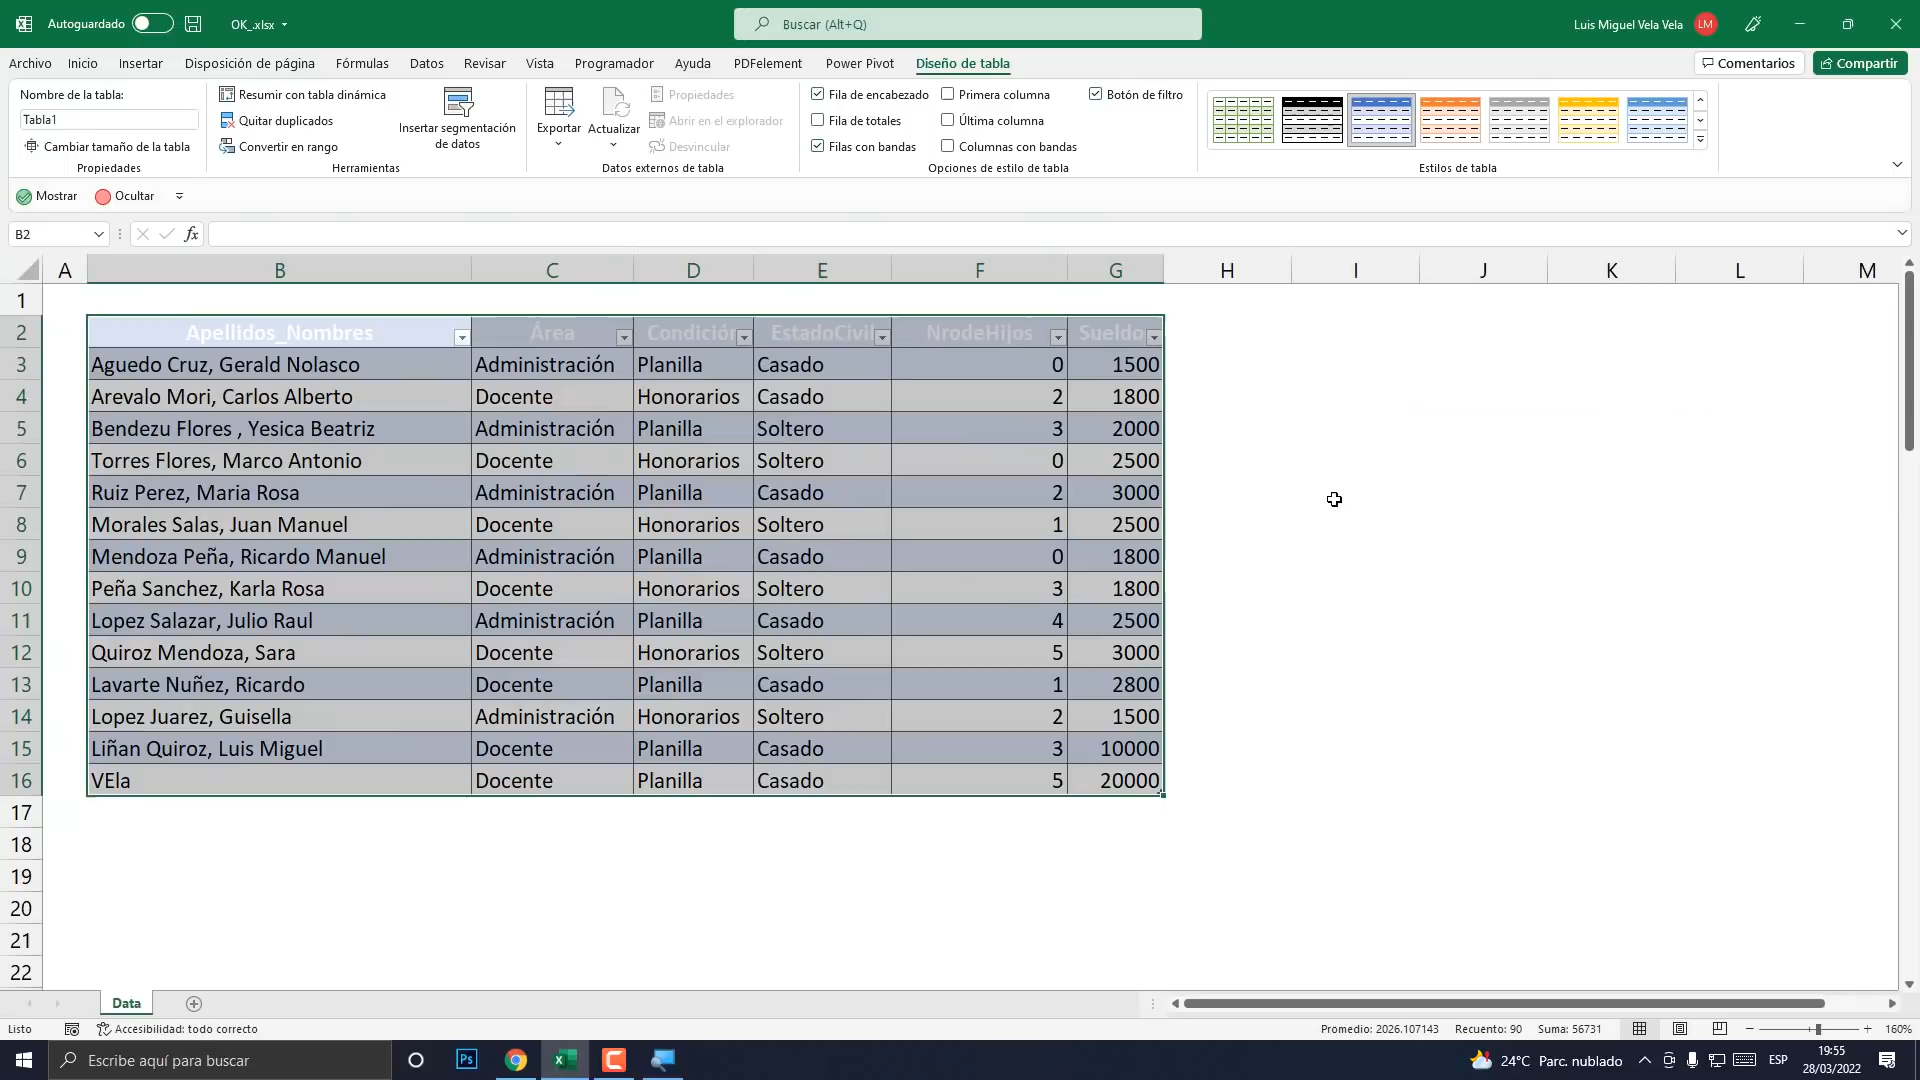 Autoguardado OK_.xlsx Buscar (Alt+Q) Luis Miguel Vela Vela LM
Archivo Inicio Insertar Disposición de página Fórmulas Datos Revisar Vista Programador Ayuda PDFelement Power Pivot Diseño de tabla Comentarios Compartir
Nombre de la tabla: Resumir con tabla dinámica Propiedades Fila de encabezado Primera columna Botón de filtro
Tabla1 Quitar duplicados Insertar segmentación Exportar Actualizar Abrir en el explorador Fila de totales Última columna
Cambiar tamaño de la tabla Convertir en rango de datos Desvincular Filas con bandas Columnas con bandas
Propiedades Herramientas Datos externos de tabla Opciones de estilo de tabla Estilos de tabla
Mostrar Ocultar
B2 fx
A B C D E F G H I J K L M
1
2 Apellidos_Nombres Área Condición EstadoCivil NrodeHijos Sueldo
3 Aguedo Cruz, Gerald Nolasco Administración Planilla Casado 0 1500
4 Arevalo Mori, Carlos Alberto Docente Honorarios Casado 2 1800
5 Bendezu Flores , Yesica Beatriz Administración Planilla Soltero 3 2000
6 Torres Flores, Marco Antonio Docente Honorarios Soltero 0 2500
7 Ruiz Perez, Maria Rosa Administración Planilla Casado 2 3000
8 Morales Salas, Juan Manuel Docente Honorarios Soltero 1 2500
9 Mendoza Peña, Ricardo Manuel Administración Planilla Casado 0 1800
10 Peña Sanchez, Karla Rosa Docente Honorarios Soltero 3 1800
11 Lopez Salazar, Julio Raul Administración Planilla Casado 4 2500
12 Quiroz Mendoza, Sara Docente Honorarios Soltero 5 3000
13 Lavarte Nuñez, Ricardo Docente Planilla Casado 1 2800
14 Lopez Juarez, Guisella Administración Honorarios Soltero 2 1500
15 Liñan Quiroz, Luis Miguel Docente Planilla Casado 3 10000
16 VEla Docente Planilla Casado 5 20000
17
18
19
20
21
22
Data
Listo Accesibilidad: todo correcto Promedio: 2026.107143 Recuento: 90 Suma: 56731 160%
Escribe aquí para buscar Ps 24°C Parc. nublado ESP 19:55
28/03/2022